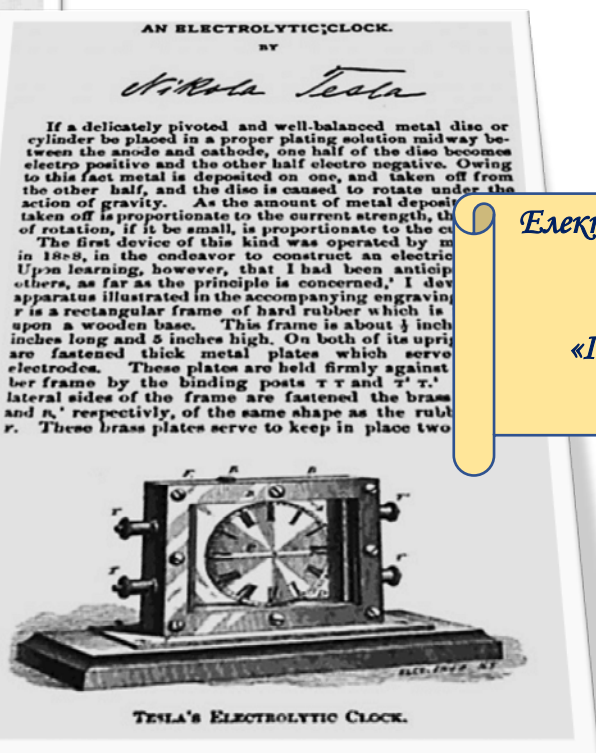 AN ELECTROLYTIC CLOCK.
BY
Nikola Tesla
If a delicately pivoted and well-balanced metal disc or
cylinder be placed in a proper plating solution midway be-
tween the anode and cathode, one half of the disc becomes
electro positive and the other half electro negative. Owing
to this fact metal is deposited on one, and taken off from
the other half, and the disc is caused to rotate under the
action of gravity. As the amount of metal deposit
taken off is proportionate to the current strength, th
of rotation, if it be small, is proportionate to the cu
The first device of this kind was operated by m
in 1888, in the endeavor to construct an electric
Upon learning, however, that I had been anticip
others, as far as the principle is concerned,¹ I dev
apparatus illustrated in the accompanying engraving
F is a rectangular frame of hard rubber which is
upon a wooden base. This frame is about ½ inch
inches long and 5 inches high. On both of its uprig
are fastened thick metal plates which serve
electrodes. These plates are held firmly against
ber frame by the binding posts T T and T' T.'
lateral sides of the frame are fastened the brass
and B,' respectivly, of the same shape as the rubb
F. These brass plates serve to keep in place two
Елект
«П
TESLA'S ELECTROLYTIC CLOCK.